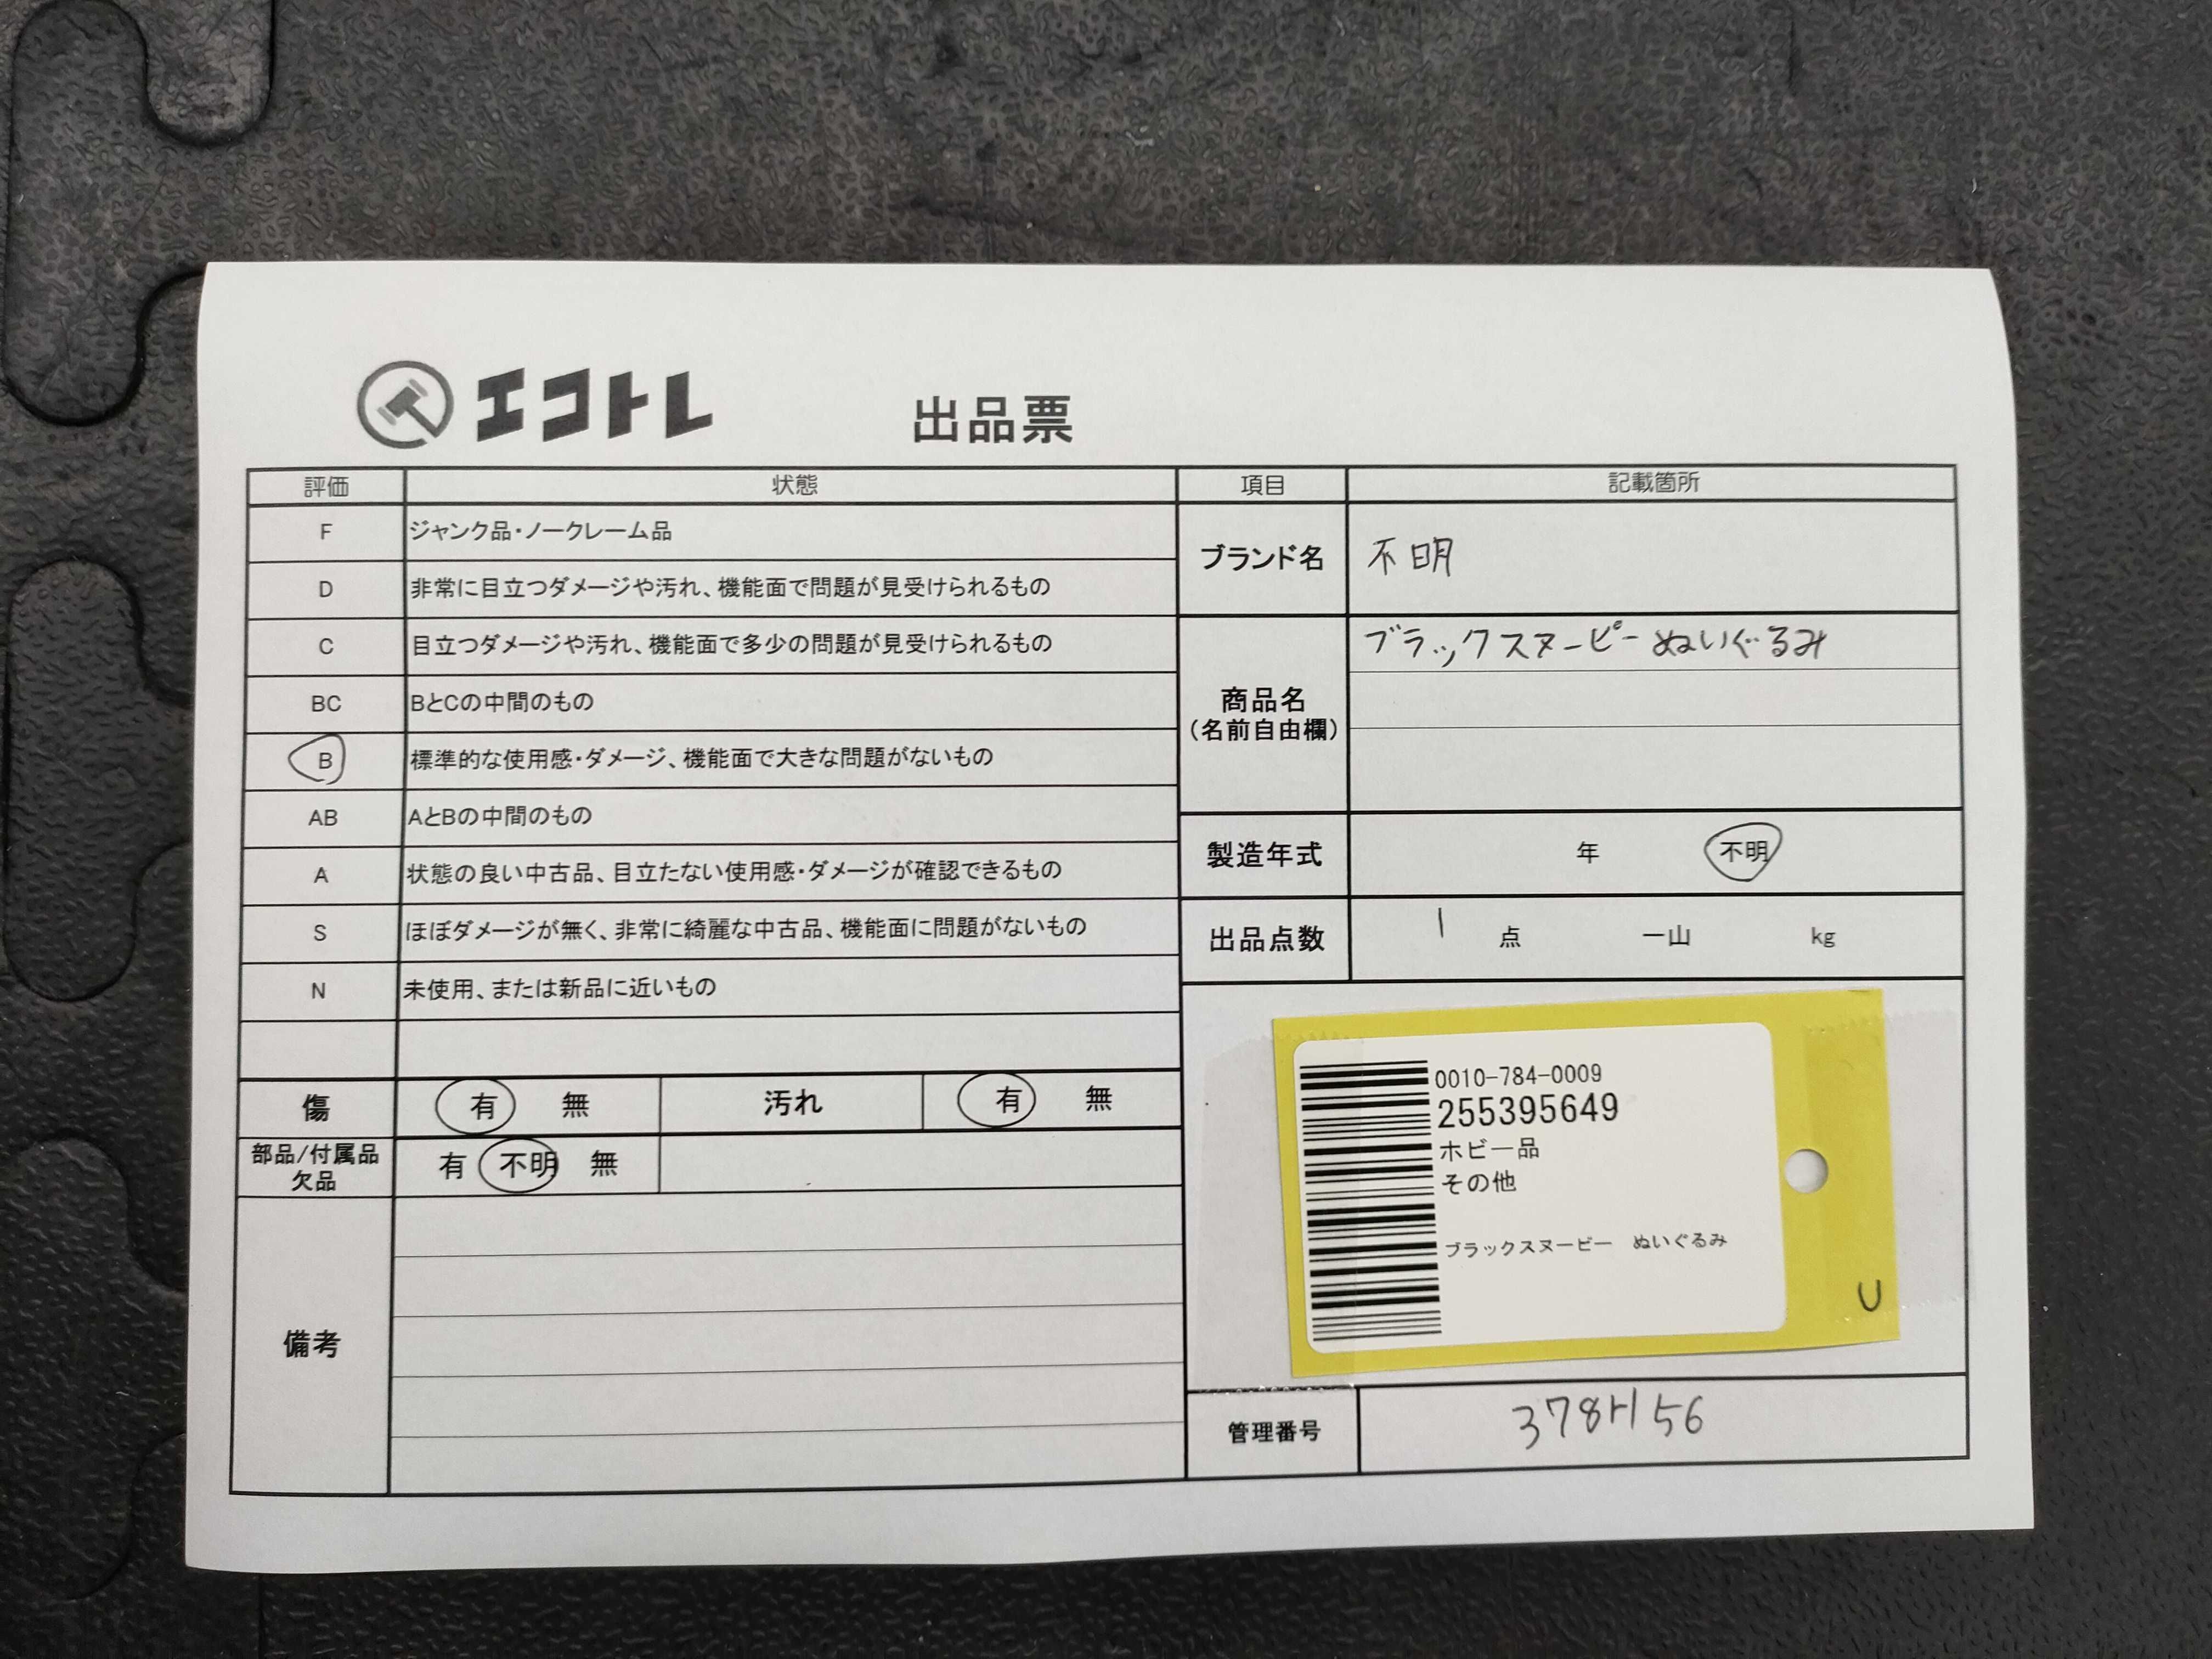 エコトレ 出品票
評価 状態 項目 記載箇所
F ジャンク品・ノークレーム品
D 非常に目立つダメージや汚れ、機能面で問題が見受けられるもの
C 目立つダメージや汚れ、機能面で多少の問題が見受けられるもの
BC BとCの中間のもの
B 標準的な使用感・ダメージ、機能面で大きな問題がないもの
AB AとBの中間のもの
A 状態の良い中古品、目立たない使用感・ダメージが確認できるもの
S ほぼダメージが無く、非常に綺麗な中古品、機能面に問題がないもの
N 未使用、または新品に近いもの
傷 有 無 汚れ 有 無
部品/付属品
欠品 有 不明 無
備考
ブランド名 不明
商品名
(名前自由欄)
ブラックスヌーピーぬいぐるみ
製造年式 年 不明
出品点数 1 点 一山 kg
0010-784-0009
255395649
ホビー品
その他
ブラックスヌーピー ぬいぐるみ
U
管理番号 378H156